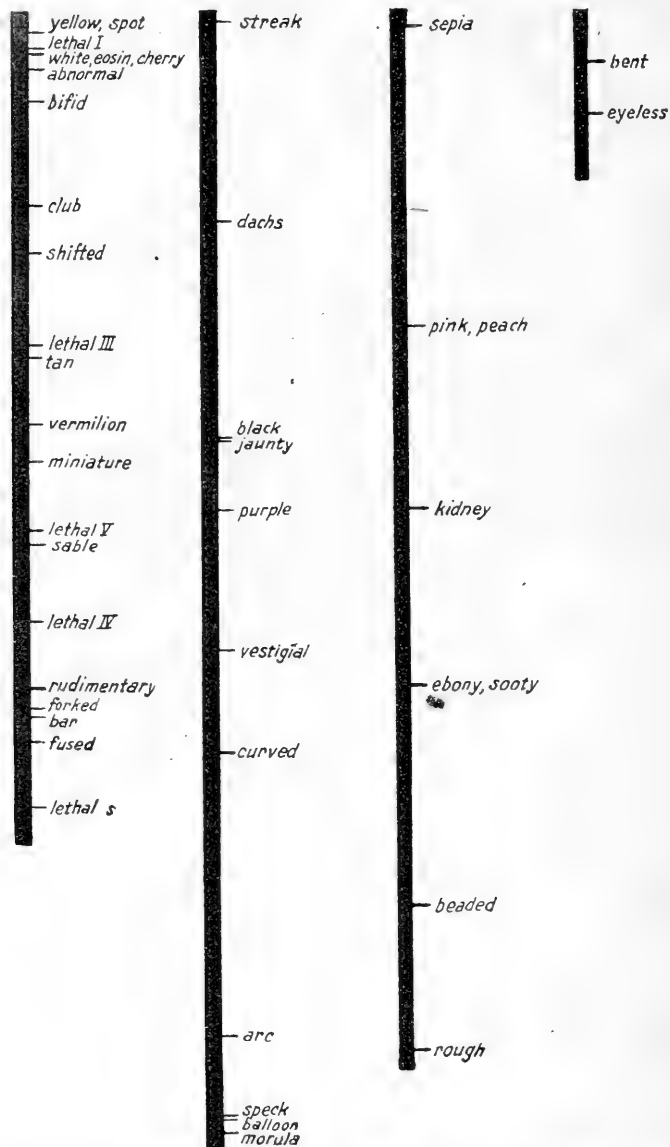 yellow, spot
lethal I
white, eosin, cherry
abnormal
bifid
club
shifted
lethal III
tan
vermilion
miniature
lethal V
sable
lethal IV
rudimentary
forked
bar
fused
lethal s
streak
dachs
black
jaunty
purple
vestigial
curved
arc
speck
balloon
morula
sepia
pink, peach
kidney
ebony, sooty
beaded
rough
bent
eyeless